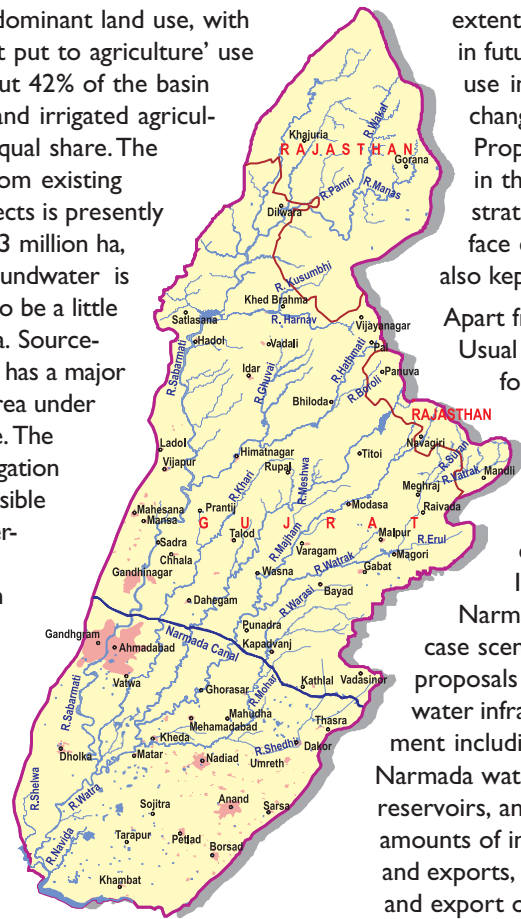 dominant land use, with
t put to agriculture’ use
out 42% of the basin
and irrigated agricul-
qual share. The
om existing
ects is presently
3 million ha,
undwater is
o be a little
a. Source-
has a major
rea under
e. The
gation
sible
er-
n
Khajuria
R.Wakal
RAJASTHAN
Gorana
R.Pamri
R.Manas
Dilwara
R. Kusumbhi
Khed Brahma
Satlasana
R. Harnav
Vijayanagar
Hadol
Vadali
R.Hathmati
Pal
R.Sabarmati
Idar
R.Ghuvai
Panuva
Bhiloda
R.Boroli
RAJASTHAN
Navagiri
Ladol
Titoi
R.Suran
Himatnagar
Vijapur
Rupal
R.Yatrak
Mandli
R.Khari
R.Meshwa
Meghraj
Mahesana
Prantij
Modasa
Raivada
Mansa
GUJRAT
Sadra
Talod
R.Majham
Malpur
R.Erul
Chhala
Varagam
R.Watrak
Magori
Gandhinagar
Wasna
Gabat
Dahegam
R.Warasi
Bayad
Punadra
Gandhgram
Narmada Canal
Ahmadabad
Kapadvanj
Vatwa
Ghorasar
R.Mohar
Kathlal
Vadasinor
R.Sabarmati
Mahudha
Mehamadabad
Thasra
Kheda
R.Shedhi
Dholka
Matar
Dakor
Nadiad
Umreth
R.Shelwa
R.Watra
Sojitra
Anand
Sarsa
R.Navida
Tarapur
Petlad
Borsad
Khambat
extent
in futu
use in
chang
Prop
in th
strat
face
also kep
Apart f
Usual
fo
Narm
case scen
proposals
water infra
ment includi
Narmada wat
reservoirs, an
amounts of in
and exports,
and export c